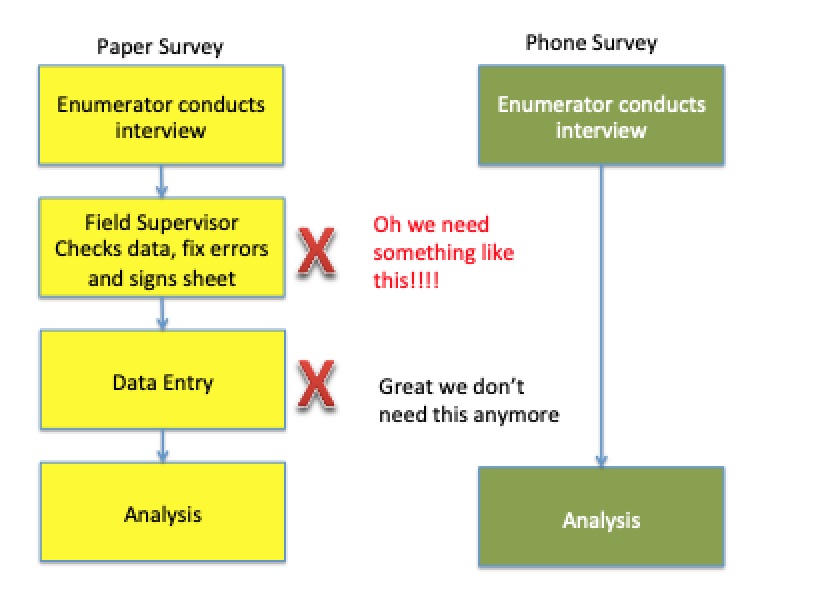 Paper Survey
Enumerator conducts
interview
Field Supervisor
Checks data, fix errors
and signs sheet
X
Oh we need
something like
this!!!!
Data Entry
X
Great we don't
need this anymore
Analysis
Phone Survey
Enumerator conducts
interview
Analysis